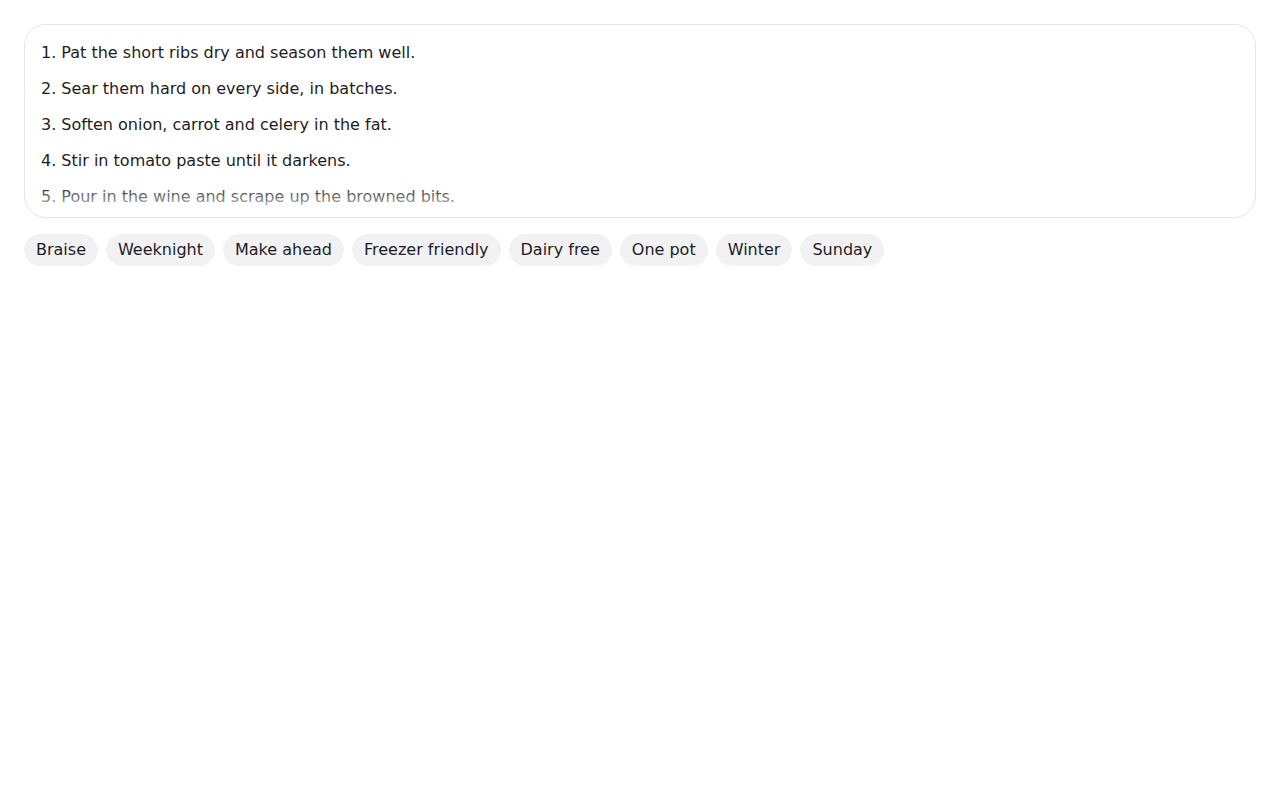 1. Pat the short ribs dry and season them well.
2. Sear them hard on every side, in batches.
3. Soften onion, carrot and celery in the fat.
4. Stir in tomato paste until it darkens.
5. Pour in the wine and scrape up the browned bits.
Braise Weeknight Make ahead Freezer friendly Dairy free One pot Winter Sunday